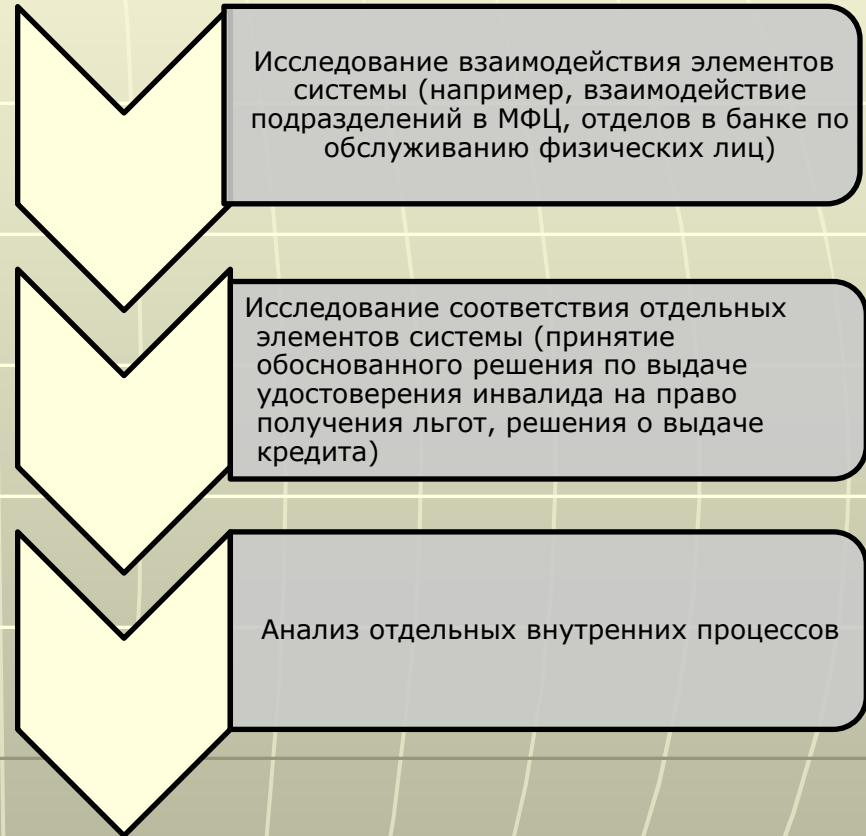 Исследование взаимодействия элементов
системы (например, взаимодействие
подразделений в МФЦ, отделов в банке по
обслуживанию физических лиц)
Исследование соответствия отдельных
элементов системы (принятие
обоснованного решения по выдаче
удостоверения инвалида на право
получения льгот, решения о выдаче
кредита)
Анализ отдельных внутренних процессов